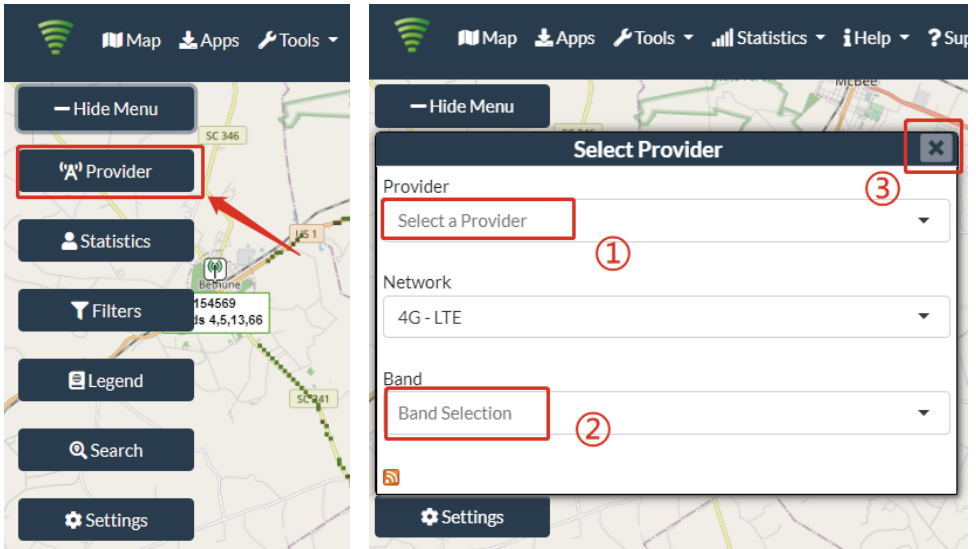 Map Apps Tools
Hide Menu
SC 346
Provider
US 1
Statistics
Bethune
154569
ds 4,5,13,66
Filters
Legend
SC 341
Search
Settings
Map Apps Tools Statistics Help ? Sup
McBee
Hide Menu
Select Provider
Provider
③
Select a Provider
①
Network
4G - LTE
Band
Band Selection
②
Settings